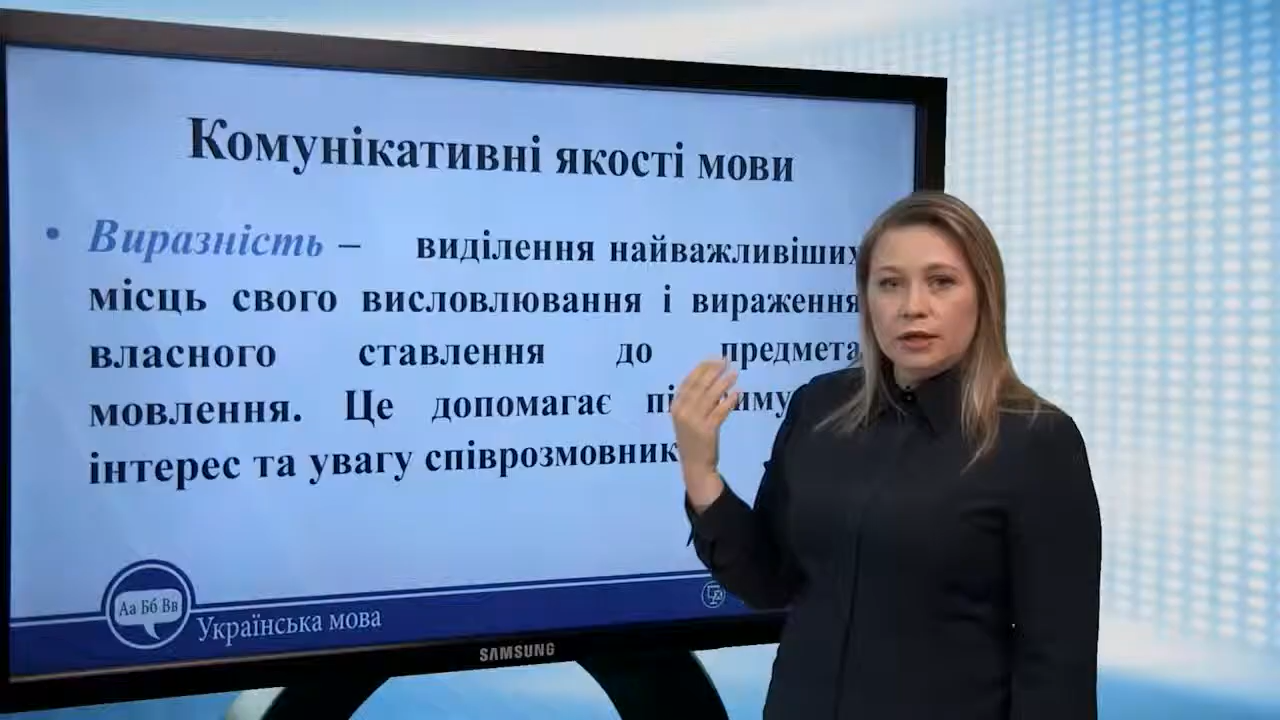 Комунікативні якості мови
• Виразність – виділення найважливіших
місць свого висловлювання і вираження
власного ставлення до предмета
мовлення. Це допомагає
інтерес та увагу
Аа Бб Вв
Українська мова
SAMSUNG